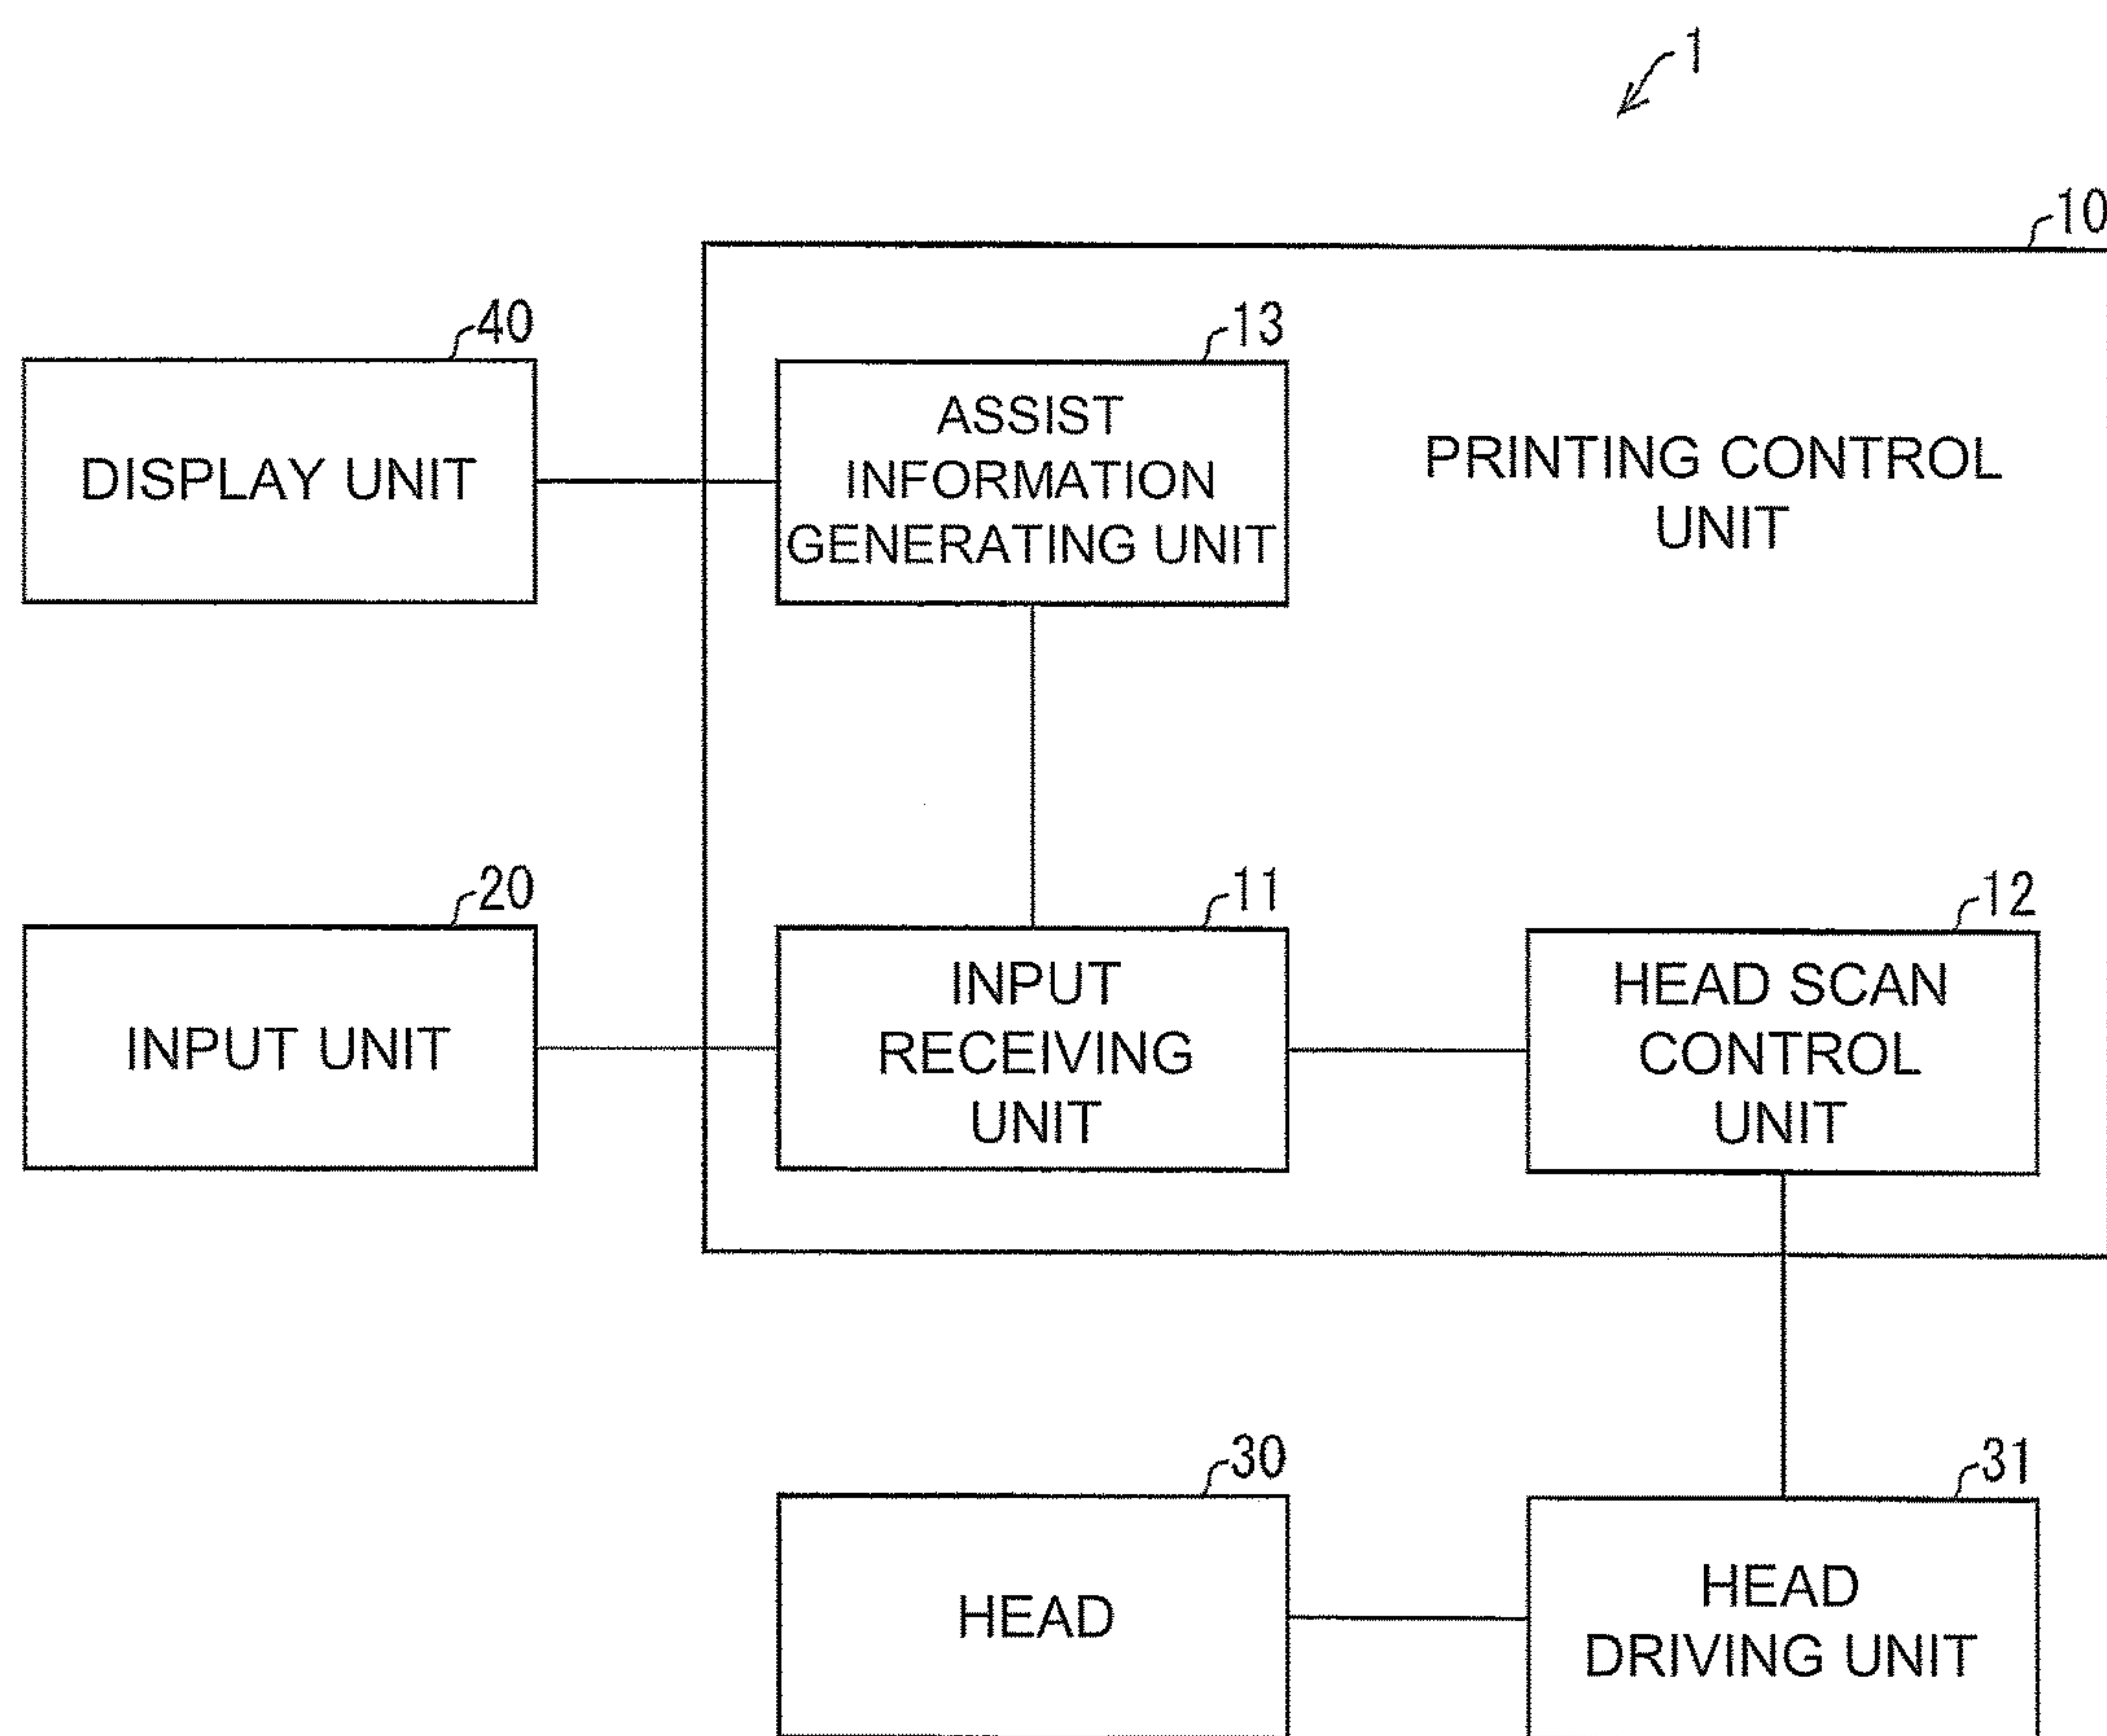 1
10
40
DISPLAY UNIT
13
ASSIST
INFORMATION
GENERATING UNIT
PRINTING CONTROL
UNIT
20
INPUT UNIT
11
INPUT
RECEIVING
UNIT
12
HEAD SCAN
CONTROL
UNIT
30
HEAD
31
HEAD
DRIVING UNIT